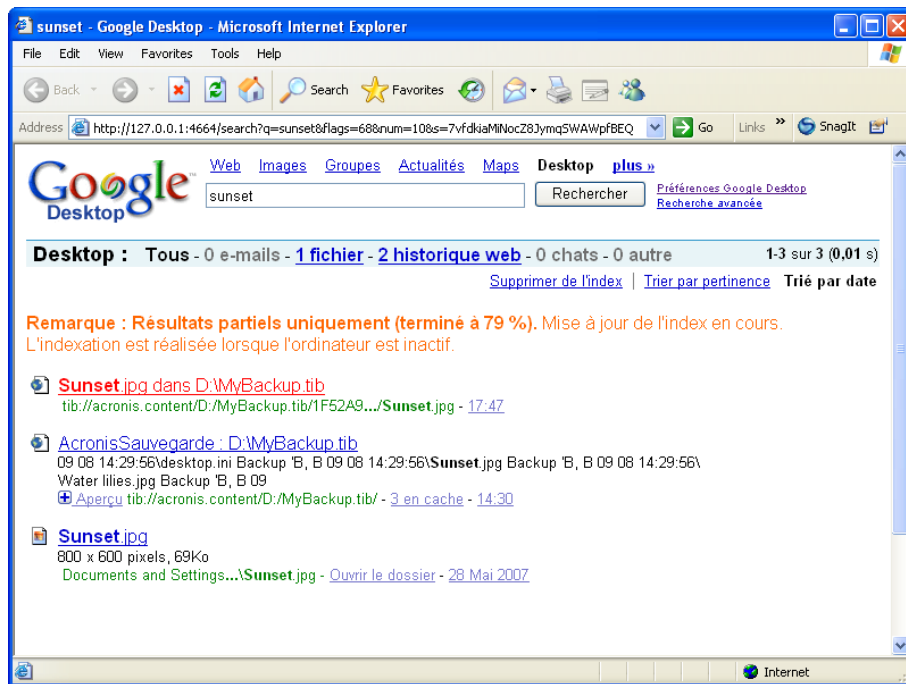 sunset - Google Desktop - Microsoft Internet Explorer
File Edit View Favorites Tools Help
Back Search Favorites
Address http://127.0.0.1:4664/search?q=sunset&flags=68&num=10&s=7vfdkiaMiNocZ8JymqSWAWpfBEQ Go Links » SnagIt
Google™ Desktop
Web Images Groupes Actualités Maps Desktop plus »
sunset Rechercher Préférences Google Desktop
Recherche avancée
Desktop : Tous - 0 e-mails - 1 fichier - 2 historique web - 0 chats - 0 autre 1-3 sur 3 (0,01 s)
Supprimer de l'index | Trier par pertinence Trié par date
Remarque : Résultats partiels uniquement (terminé à 79 %). Mise à jour de l'index en cours.
L'indexation est réalisée lorsque l'ordinateur est inactif.
Sunset.jpg dans D:\MyBackup.tib
tib://acronis.content/D:/MyBackup.tib/1F52A9.../Sunset.jpg - 17:47
AcronisSauvegarde : D:\MyBackup.tib
09 08 14:29:56\desktop.ini Backup 'B, B 09 08 14:29:56\Sunset.jpg Backup 'B, B 09 08 14:29:56\
Water lilies.jpg Backup 'B, B 09
Aperçu tib://acronis.content/D:/MyBackup.tib/ - 3 en cache - 14:30
Sunset.jpg
800 x 600 pixels, 69Ko
Documents and Settings...\Sunset.jpg - Ouvrir le dossier - 28 Mai 2007
Internet